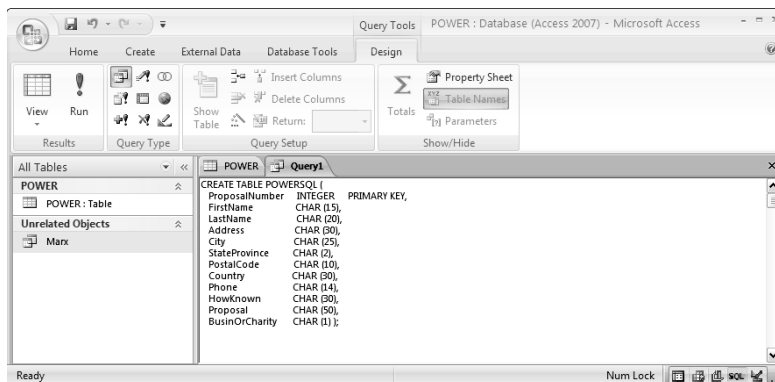 Query Tools
POWER : Database (Access 2007) - Microsoft Access
Home Create External Data Database Tools Design
View
Run
Results
Query Type
Show Table
Insert Columns
Delete Columns
Return:
Query Setup
Σ
Totals
Property Sheet
XYZ Table Names
[?] Parameters
Show/Hide
All Tables
POWER
POWER : Table
Unrelated Objects
Marx
POWER Query1
CREATE TABLE POWERSQL (
ProposalNumber INTEGER PRIMARY KEY,
FirstName CHAR (15),
LastName CHAR (20),
Address CHAR (30),
City CHAR (25),
StateProvince CHAR (2),
PostalCode CHAR (10),
Country CHAR (30),
Phone CHAR (14),
HowKnown CHAR (30),
Proposal CHAR (50),
BusinOrCharity CHAR (1) );
Ready
Num Lock
SQL